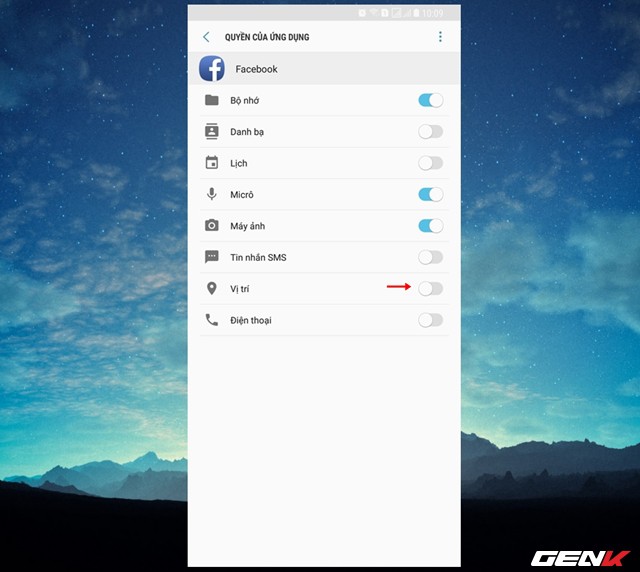 10:09
QUYỀN CỦA ỨNG DỤNG
Facebook
Bộ nhớ
Danh bạ
Lịch
Micrô
Máy ảnh
Tin nhắn SMS
Vị trí
Điện thoại
GENK